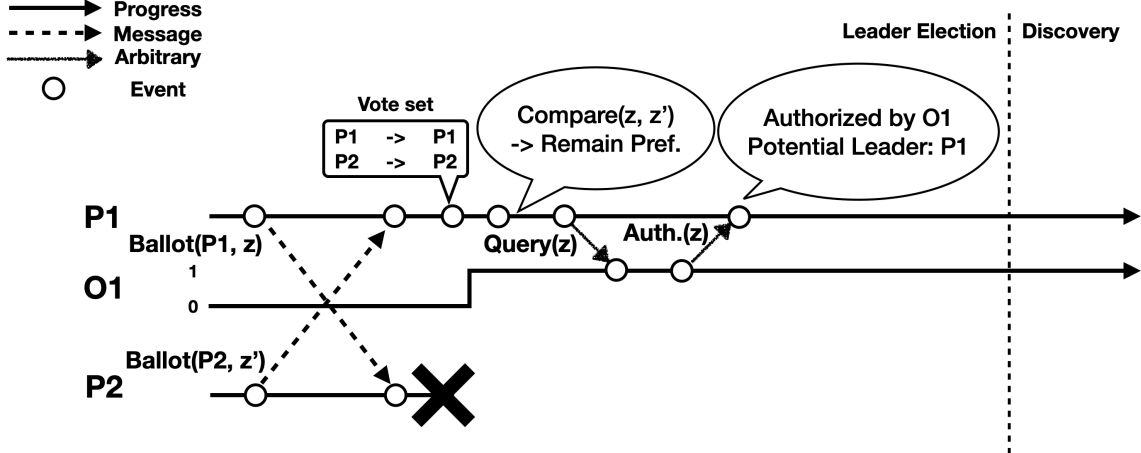 Progress
Message
Arbitrary
Event
Leader Election
Discovery
Vote set
P1 -> P1
P2 -> P2
Compare(z, z’)
-> Remain Pref.
Authorized by O1
Potential Leader: P1
P1
Ballot(P1, z)
Query(z)
Auth.(z)
O1
1
0
Ballot(P2, z’)
P2